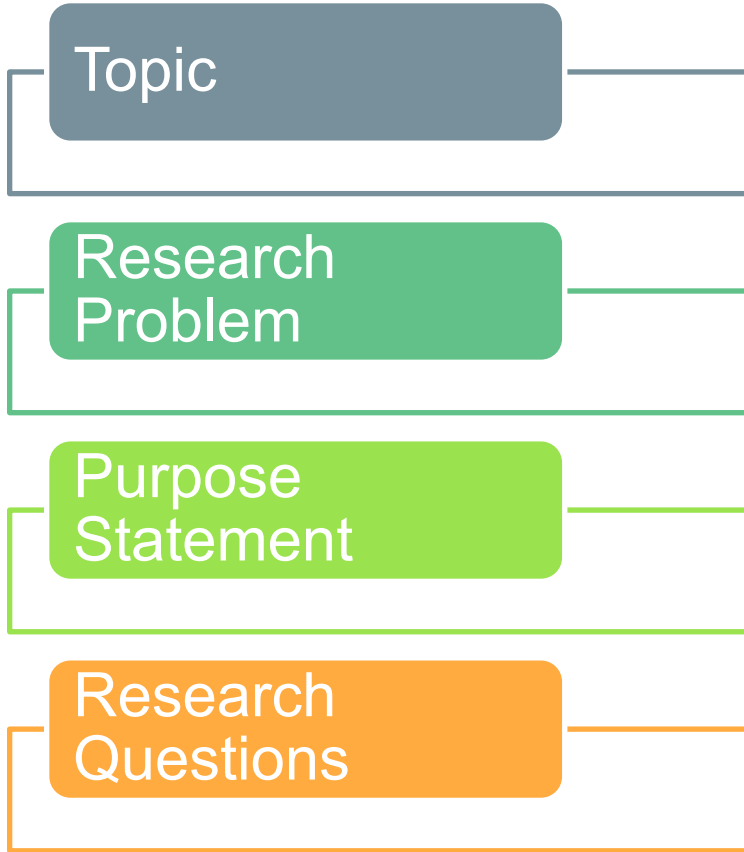 Topic
Research
Problem
Purpose
Statement
Research
Questions